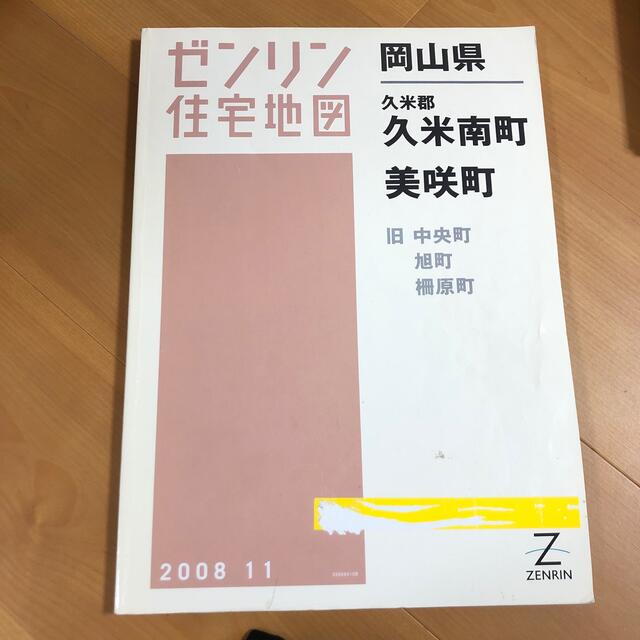 ゼンリン
住宅地図
岡山県
久米郡
久米南町
美咲町
旧 中央町
旭町
柵原町
2008 11
Z
ZENRIN